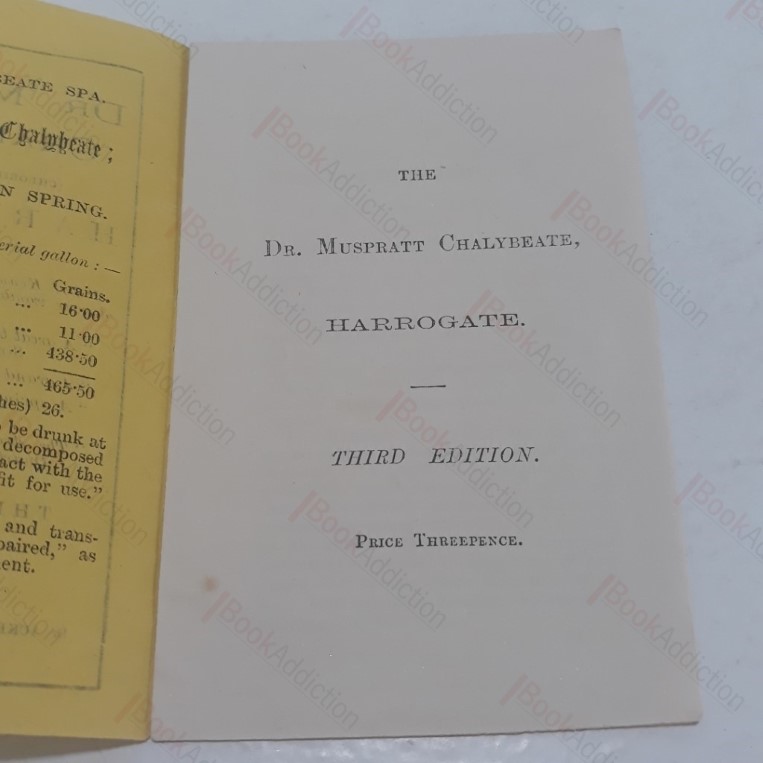 BEATE SPA.
Chalybeate;
N SPRING.
erial gallon:—
Grains.
... 16·00
... 11·00
... 438·50
... 465·50
hes) 26.
be drunk at
decomposed
act with the
fit for use."
and trans-
paired," as
ent.
THE
DR. MUSPRATT CHALYBEATE,
HARROGATE.
THIRD EDITION.
PRICE THREEPENCE.
BookAddiction